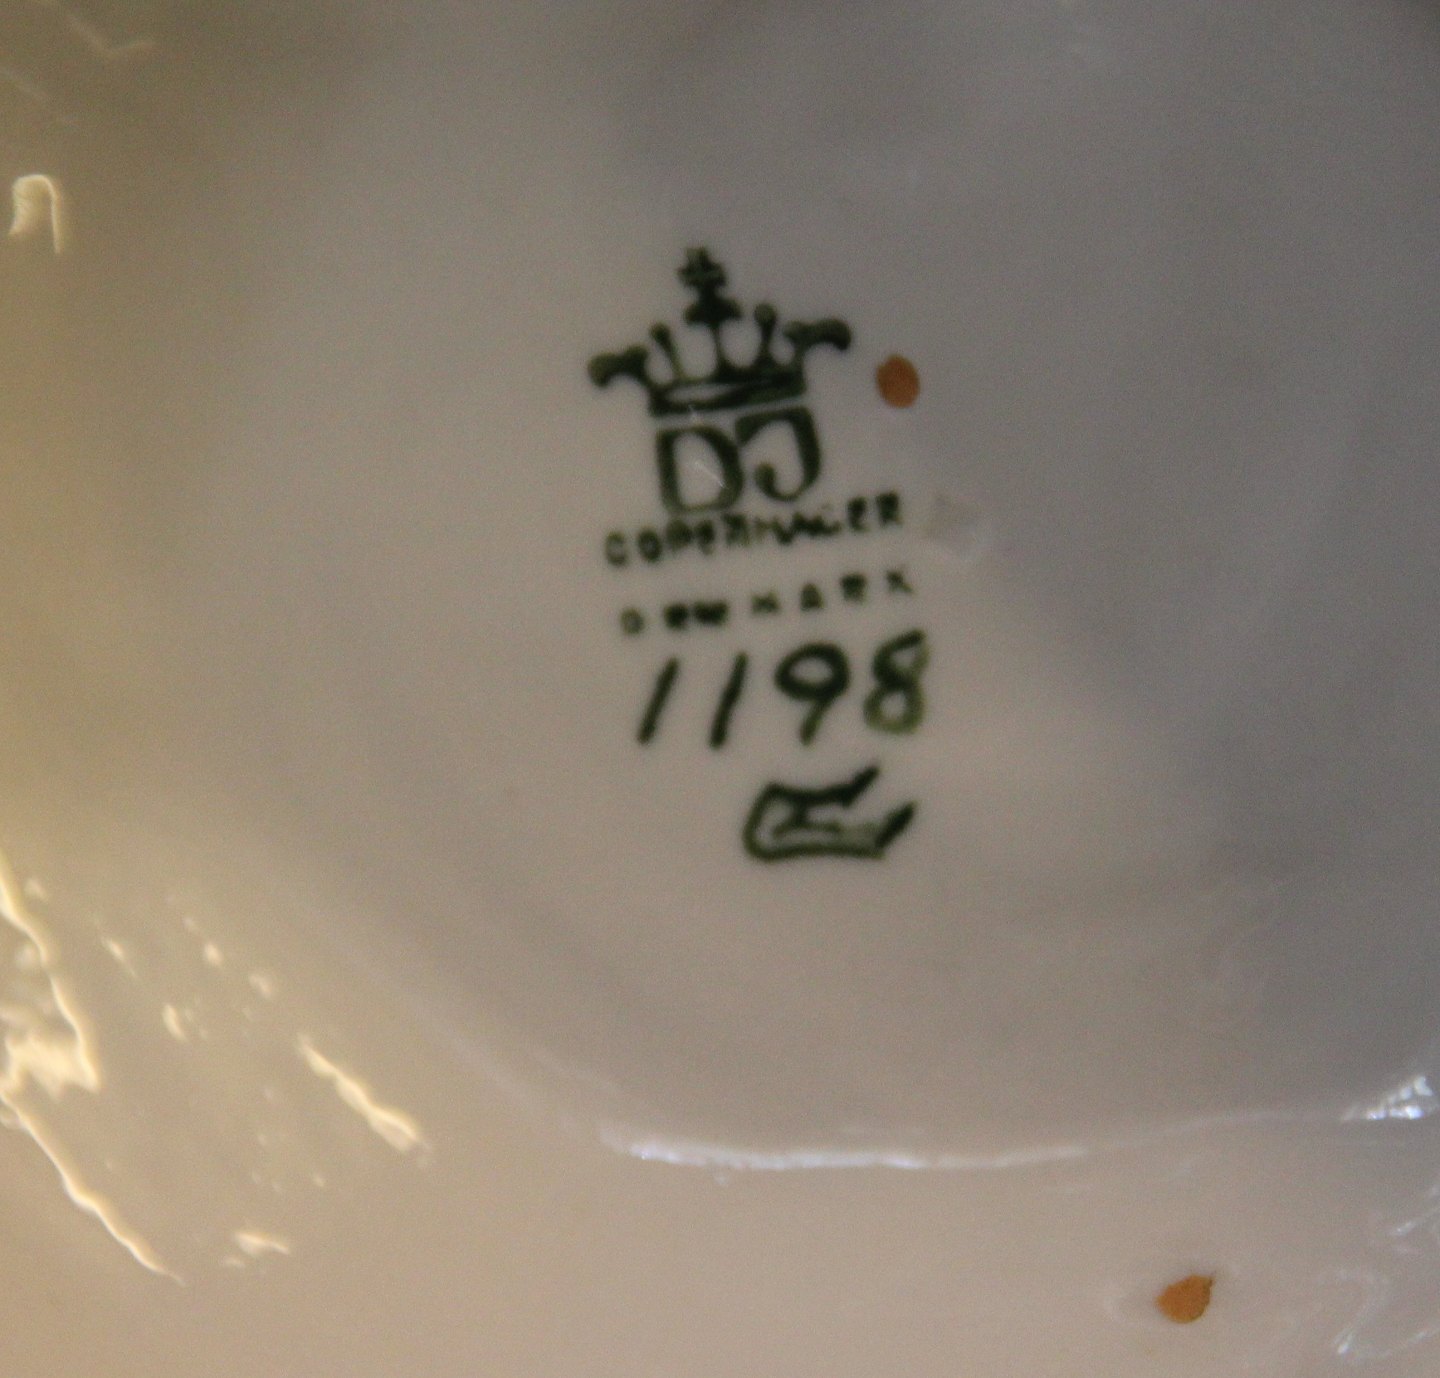 DJ
COPENHAGEN
DENMARK
1198